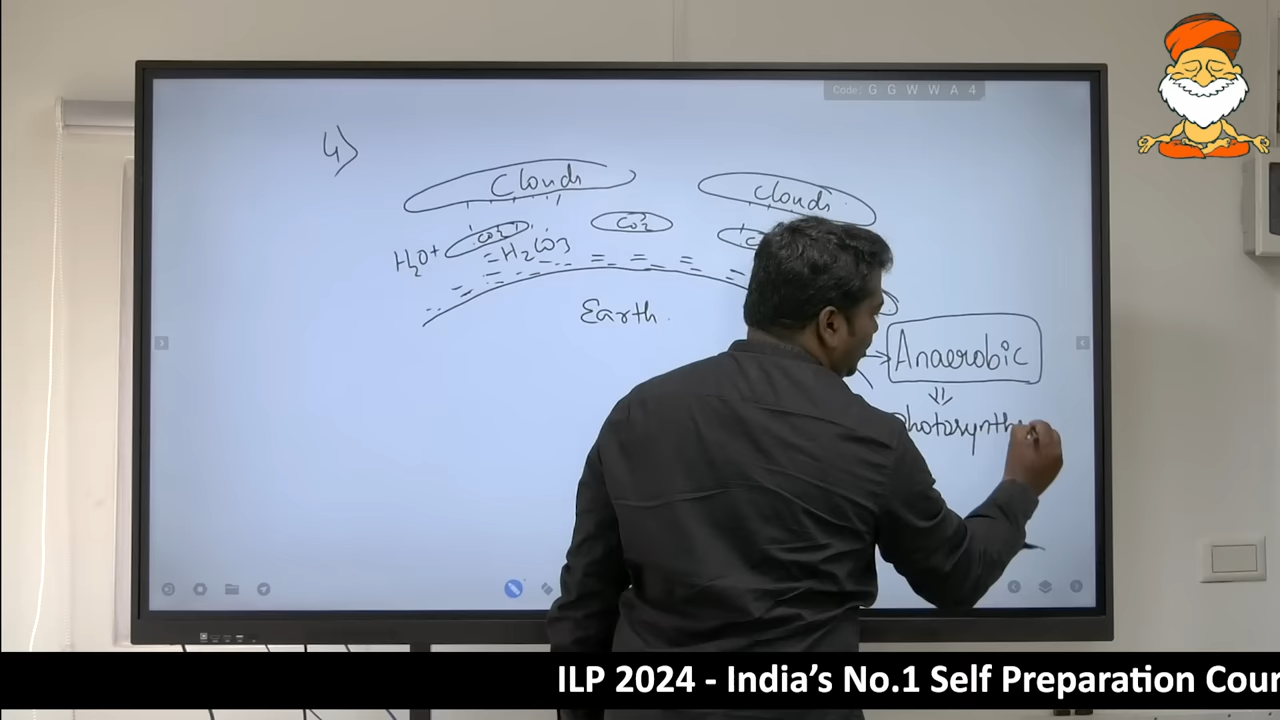 Code: G G W W A 4
4)
Clouds
Clouds
CO2
CO2
H2O+
H2CO3
Earth.
Anaerobic
photosynthe
ILP 2024 - India’s No.1 Self Preparation Cour